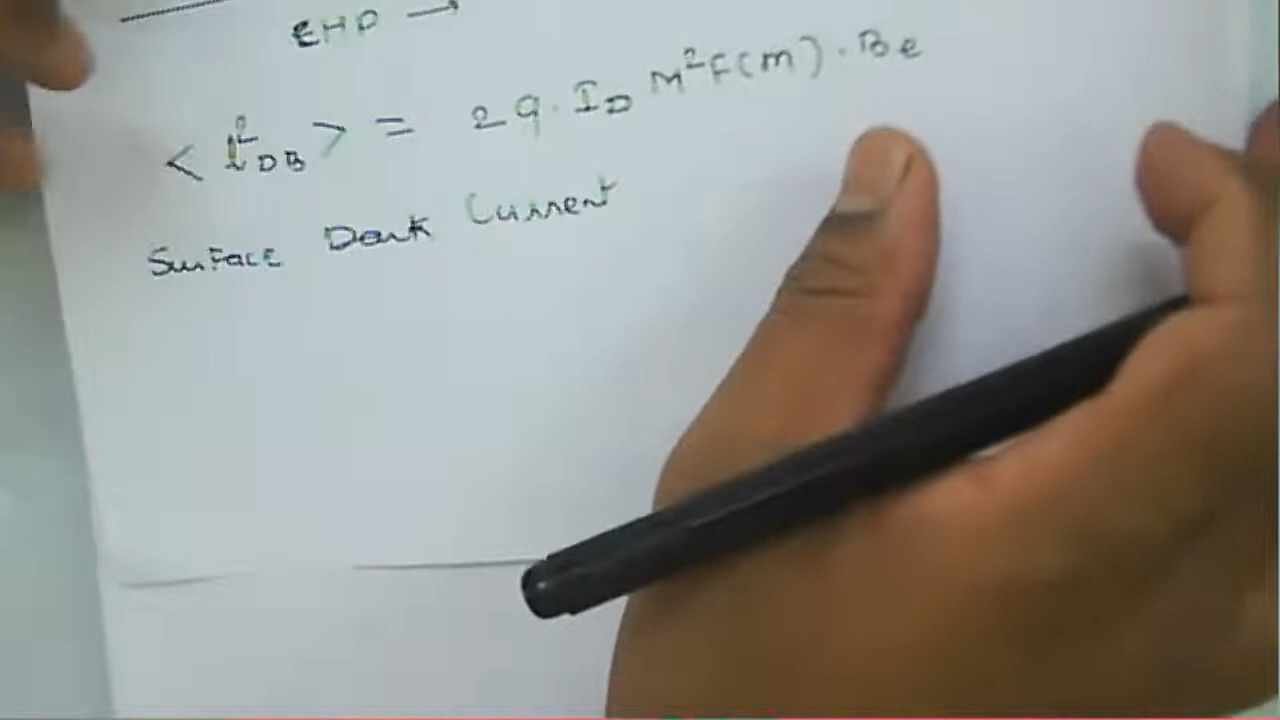 EHP →
< i²DB > = 2q. ID M²F(m). Be
Surface Dark Current